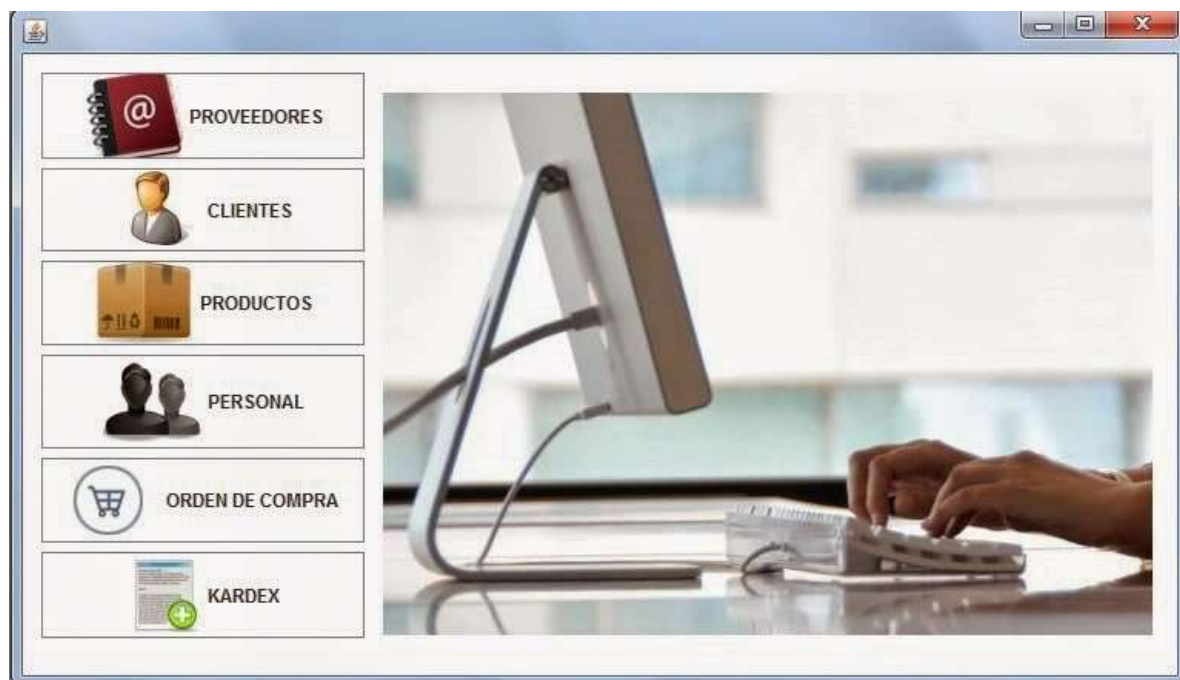 PROVEEDORES
CLIENTES
PRODUCTOS
PERSONAL
ORDEN DE COMPRA
KARDEX